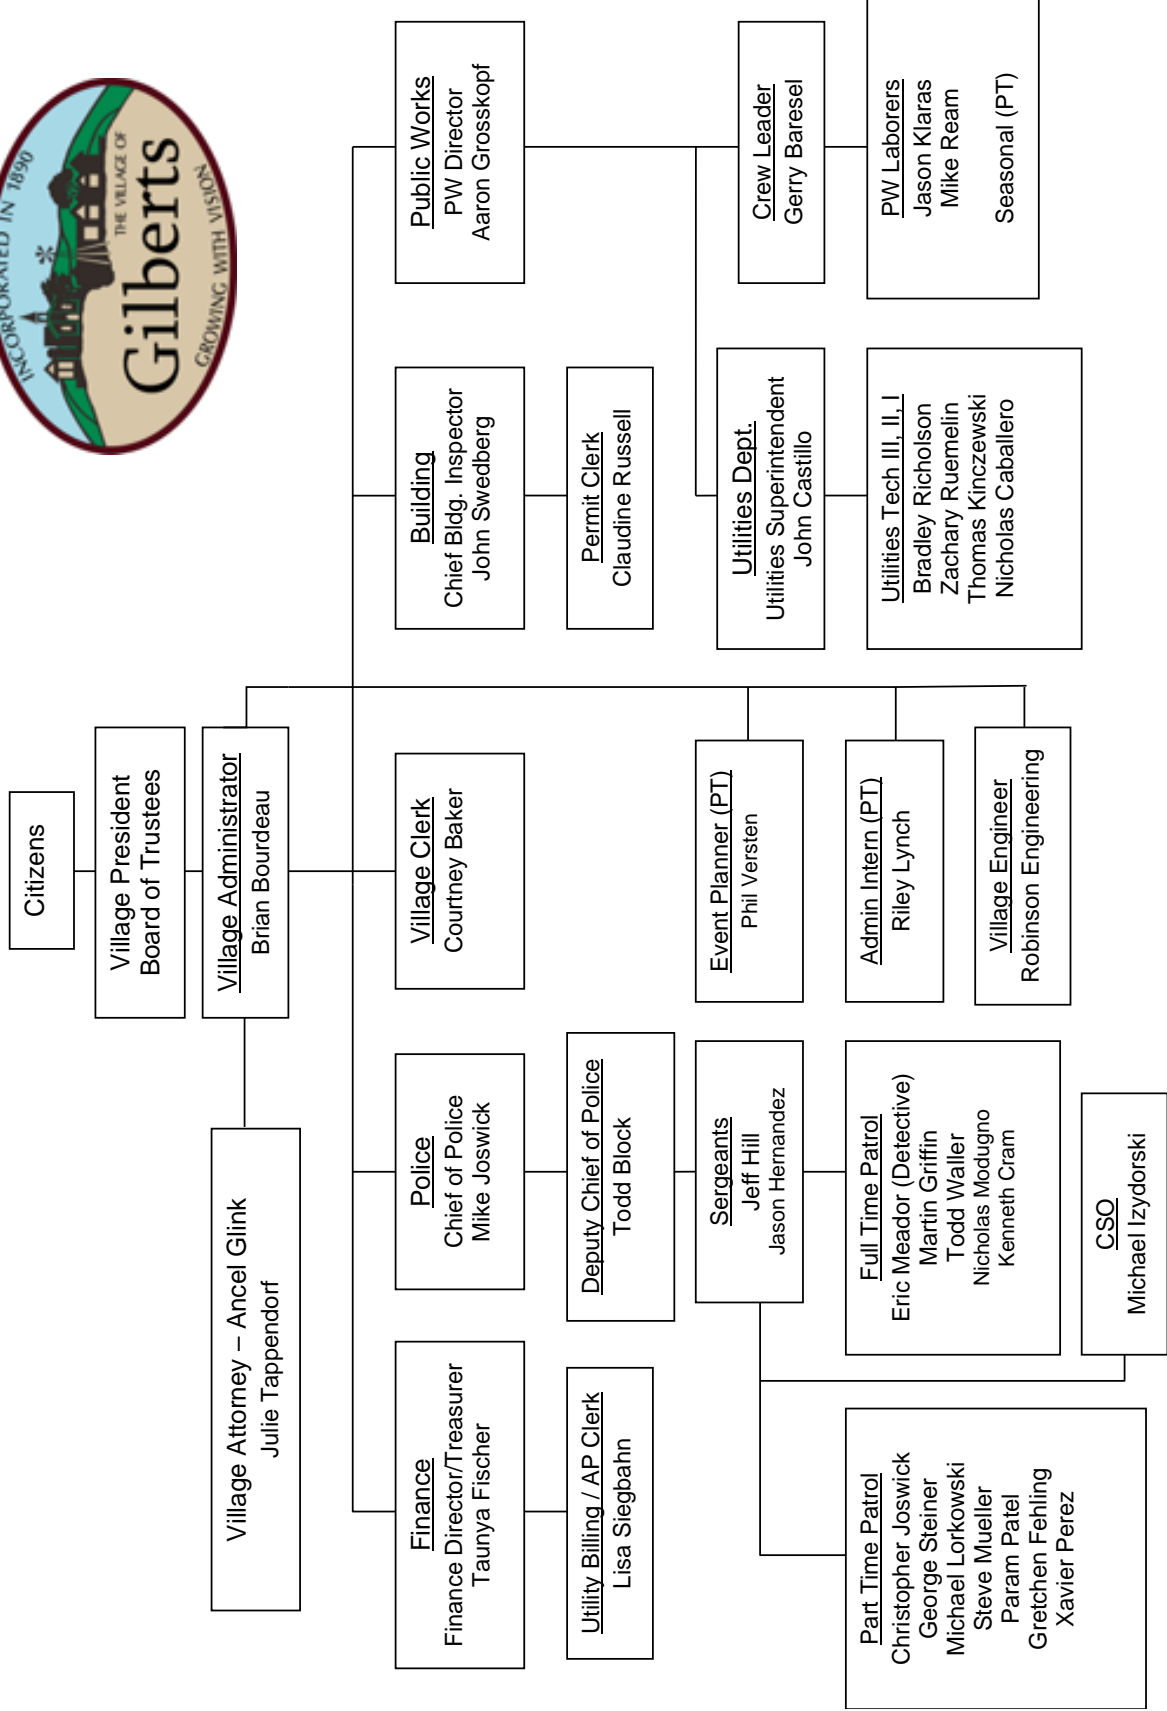 INCORPORATED IN 1890
THE VILLAGE OF
Gilberts
GROWING WITH VISION
Citizens
Village President
Board of Trustees
Village Administrator
Brian Bourdeau
Village Attorney – Ancel Glink
Julie Tappendorf
Finance
Finance Director/Treasurer
Taunya Fischer
Utility Billing / AP Clerk
Lisa Siegbahn
Police
Chief of Police
Mike Joswick
Deputy Chief of Police
Todd Block
Sergeants
Jeff Hill
Jason Hernandez
Part Time Patrol
Christopher Joswick
George Steiner
Michael Lorkowski
Steve Mueller
Param Patel
Gretchen Fehling
Xavier Perez
Full Time Patrol
Eric Meador (Detective)
Martin Griffin
Todd Waller
Nicholas Modugno
Kenneth Cram
CSO
Michael Izydorski
Village Clerk
Courtney Baker
Event Planner (PT)
Phil Versten
Admin Intern (PT)
Riley Lynch
Village Engineer
Robinson Engineering
Building
Chief Bldg. Inspector
John Swedberg
Permit Clerk
Claudine Russell
Public Works
PW Director
Aaron Grosskopf
Utilities Dept.
Utilities Superintendent
John Castillo
Utilities Tech III, II, I
Bradley Richolson
Zachary Ruemelin
Thomas Kinczewski
Nicholas Caballero
Crew Leader
Gerry Baresel
PW Laborers
Jason Klaras
Mike Ream
Seasonal (PT)